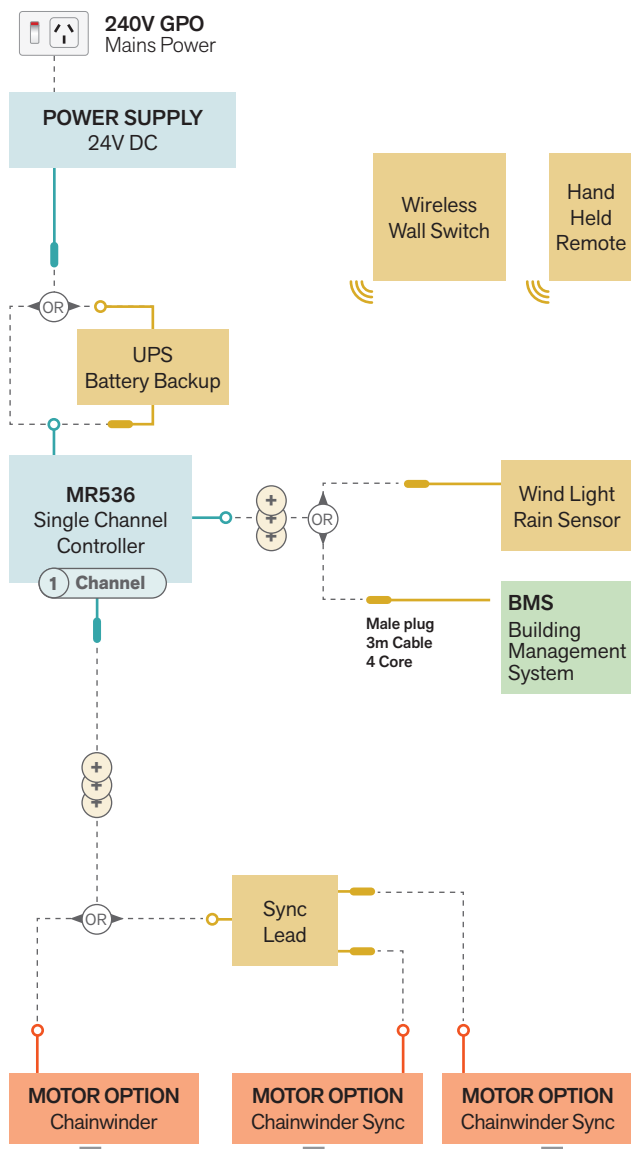 240V GPO
Mains Power
POWER SUPPLY
24V DC
Wireless
Wall Switch
Hand
Held
Remote
OR
UPS
Battery Backup
MR536
Single Channel
Controller
1 Channel
+
+
+
OR
Wind Light
Rain Sensor
Male plug
3m Cable
4 Core
BMS
Building
Management
System
+
+
+
OR
Sync
Lead
MOTOR OPTION
Chainwinder
MOTOR OPTION
Chainwinder Sync
MOTOR OPTION
Chainwinder Sync